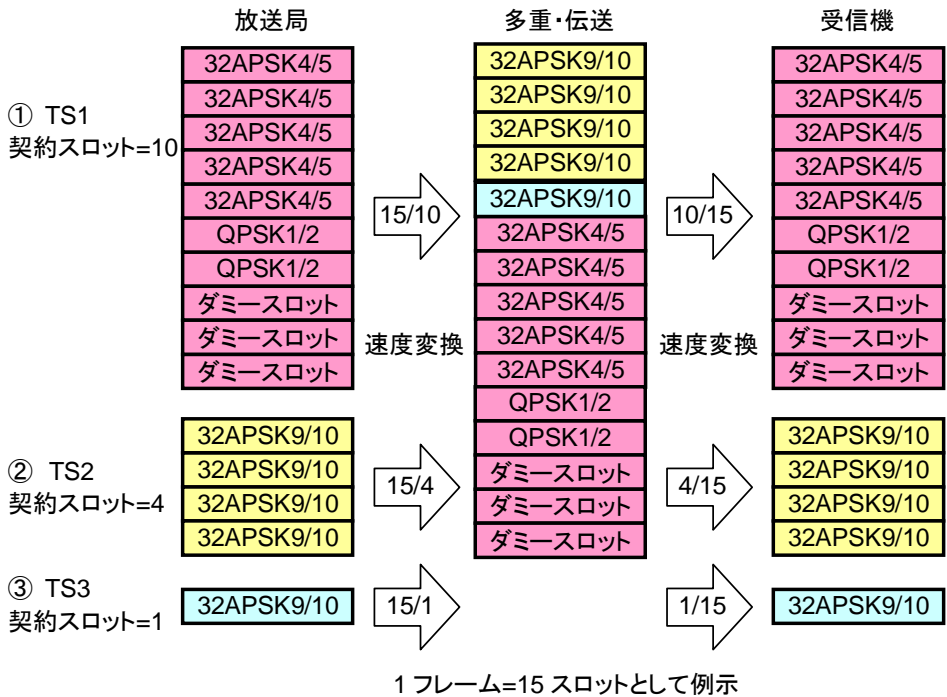 放送局
多重・伝送
受信機
① TS1
契約スロット=10
32APSK4/5
32APSK4/5
32APSK4/5
32APSK4/5
32APSK4/5
QPSK1/2
QPSK1/2
ダミースロット
ダミースロット
ダミースロット
15/10
速度変換
32APSK9/10
32APSK9/10
32APSK9/10
32APSK9/10
32APSK9/10
32APSK4/5
32APSK4/5
32APSK4/5
32APSK4/5
32APSK4/5
QPSK1/2
QPSK1/2
ダミースロット
ダミースロット
ダミースロット
10/15
速度変換
32APSK4/5
32APSK4/5
32APSK4/5
32APSK4/5
32APSK4/5
QPSK1/2
QPSK1/2
ダミースロット
ダミースロット
ダミースロット
② TS2
契約スロット=4
32APSK9/10
32APSK9/10
32APSK9/10
32APSK9/10
15/4
4/15
32APSK9/10
32APSK9/10
32APSK9/10
32APSK9/10
③ TS3
契約スロット=1
32APSK9/10
15/1
1/15
32APSK9/10
1 フレーム=15 スロットとして例示